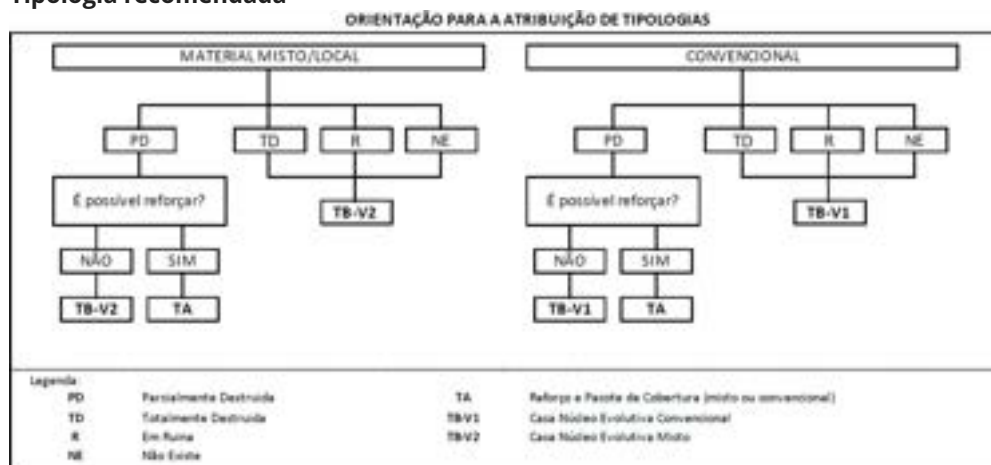 Tipologia recomendada
ORIENTAÇÃO PARA A ATRIBUIÇÃO DE TIPOLOGIAS
MATERIAL MISTO/LOCAL
PD
TD
R
NE
É possível reforçar?
TB-V2
NÃO
SIM
TB-V2
TA
CONVENCIONAL
PD
TD
R
NE
É possível reforçar?
TB-V1
NÃO
SIM
TB-V1
TA
Legenda
PD Parcialmente Destruida
TD Totalmente Destruida
R Em Ruina
NE Não Existe
TA Reforço e Pacote de Cobertura (misto ou convencional)
TB-V1 Casa Núcleo Evolutiva Convencional
TB-V2 Casa Núcleo Evolutiva Misto